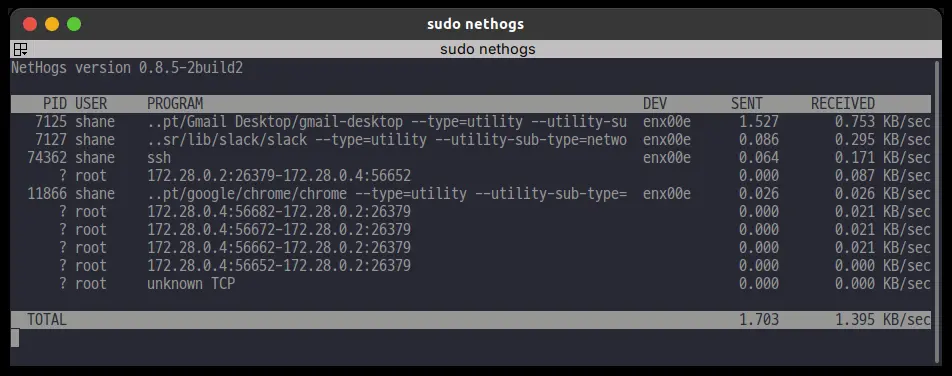 sudo nethogs
sudo nethogs
NetHogs version 0.8.5-2build2
PID USER PROGRAM DEV SENT RECEIVED
7125 shane ..pt/Gmail Desktop/gmail-desktop --type=utility --utility-su enx00e 1.527 0.753 KB/sec
7127 shane ..sr/lib/slack/slack --type=utility --utility-sub-type=netwo enx00e 0.086 0.295 KB/sec
74362 shane ssh enx00e 0.064 0.171 KB/sec
? root 172.28.0.2:26379-172.28.0.4:56652 0.000 0.087 KB/sec
11866 shane ..pt/google/chrome/chrome --type=utility --utility-sub-type= enx00e 0.026 0.026 KB/sec
? root 172.28.0.4:56682-172.28.0.2:26379 0.000 0.021 KB/sec
? root 172.28.0.4:56672-172.28.0.2:26379 0.000 0.021 KB/sec
? root 172.28.0.4:56662-172.28.0.2:26379 0.000 0.021 KB/sec
? root 172.28.0.4:56652-172.28.0.2:26379 0.000 0.000 KB/sec
? root unknown TCP 0.000 0.000 KB/sec
TOTAL 1.703 1.395 KB/sec